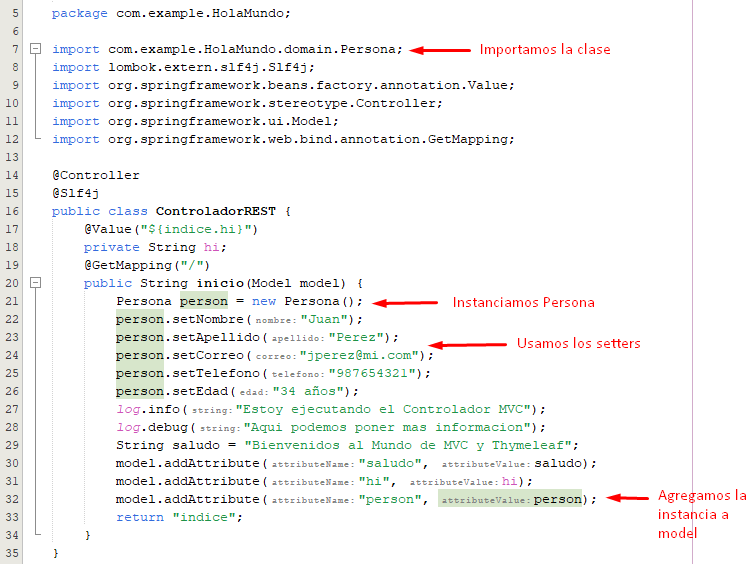 5 package com.example.HolaMundo;
6
7 import com.example.HolaMundo.domain.Persona; Importamos la clase
8 import lombok.extern.slf4j.Slf4j;
9 import org.springframework.beans.factory.annotation.Value;
10 import org.springframework.stereotype.Controller;
11 import org.springframework.ui.Model;
12 import org.springframework.web.bind.annotation.GetMapping;
13
14 @Controller
15 @Slf4j
16 public class ControladorREST {
17 @Value("${indice.hi}")
18 private String hi;
19 @GetMapping("/")
20 public String inicio(Model model) {
21 Persona person = new Persona(); Instanciamos Persona
22 person.setNombre( nombre: "Juan");
23 person.setApellido( apellido: "Perez"); Usamos los setters
24 person.setCorreo( correo: "jperez@mi.com");
25 person.setTelefono( telefono: "987654321");
26 person.setEdad( edad: "34 años");
27 log.info( string: "Estoy ejecutando el Controlador MVC");
28 log.debug( string: "Aqui podemos poner mas informacion");
29 String saludo = "Bienvenidos al Mundo de MVC y Thymeleaf";
30 model.addAttribute( attributeName: "saludo", attributeValue: saludo);
31 model.addAttribute( attributeName: "hi", attributeValue: hi);
32 model.addAttribute( attributeName: "person", attributeValue: person); Agregamos la
instancia a
33 return "indice";
model
34 }
35 }